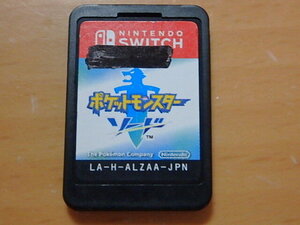 NINTENDO
SWITCH
ポケットモンスター
ソード
TM
The Pokémon Company
Nintendo
LA-H-ALZAA-JPN